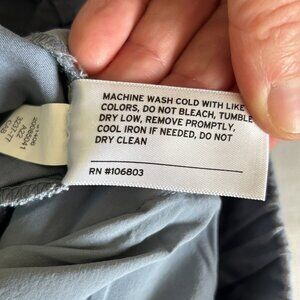 MACHINE WASH COLD WITH LIKE
COLORS, DO NOT BLEACH, TUMBLE
DRY LOW, REMOVE PROMPTLY,
COOL IRON IF NEEDED, DO NOT
DRY CLEAN
RN #106803